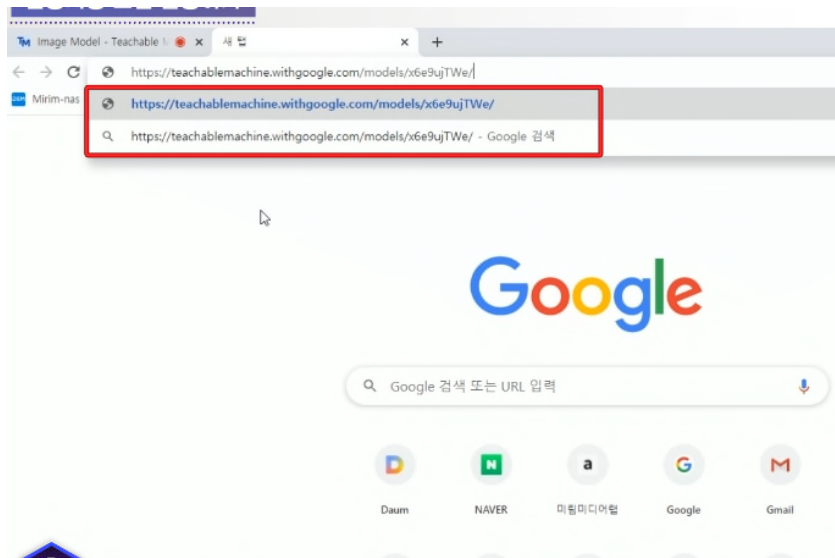 Image Model - Teachable
새 탭
https://teachablemachine.withgoogle.com/models/x6e9ujTWe/
Mirim-nas
https://teachablemachine.withgoogle.com/models/x6e9ujTWe/
https://teachablemachine.withgoogle.com/models/x6e9ujTWe/ - Google 검색
Google
Google 검색 또는 URL 입력
Daum NAVER 미림미디어랩 Google Gmail